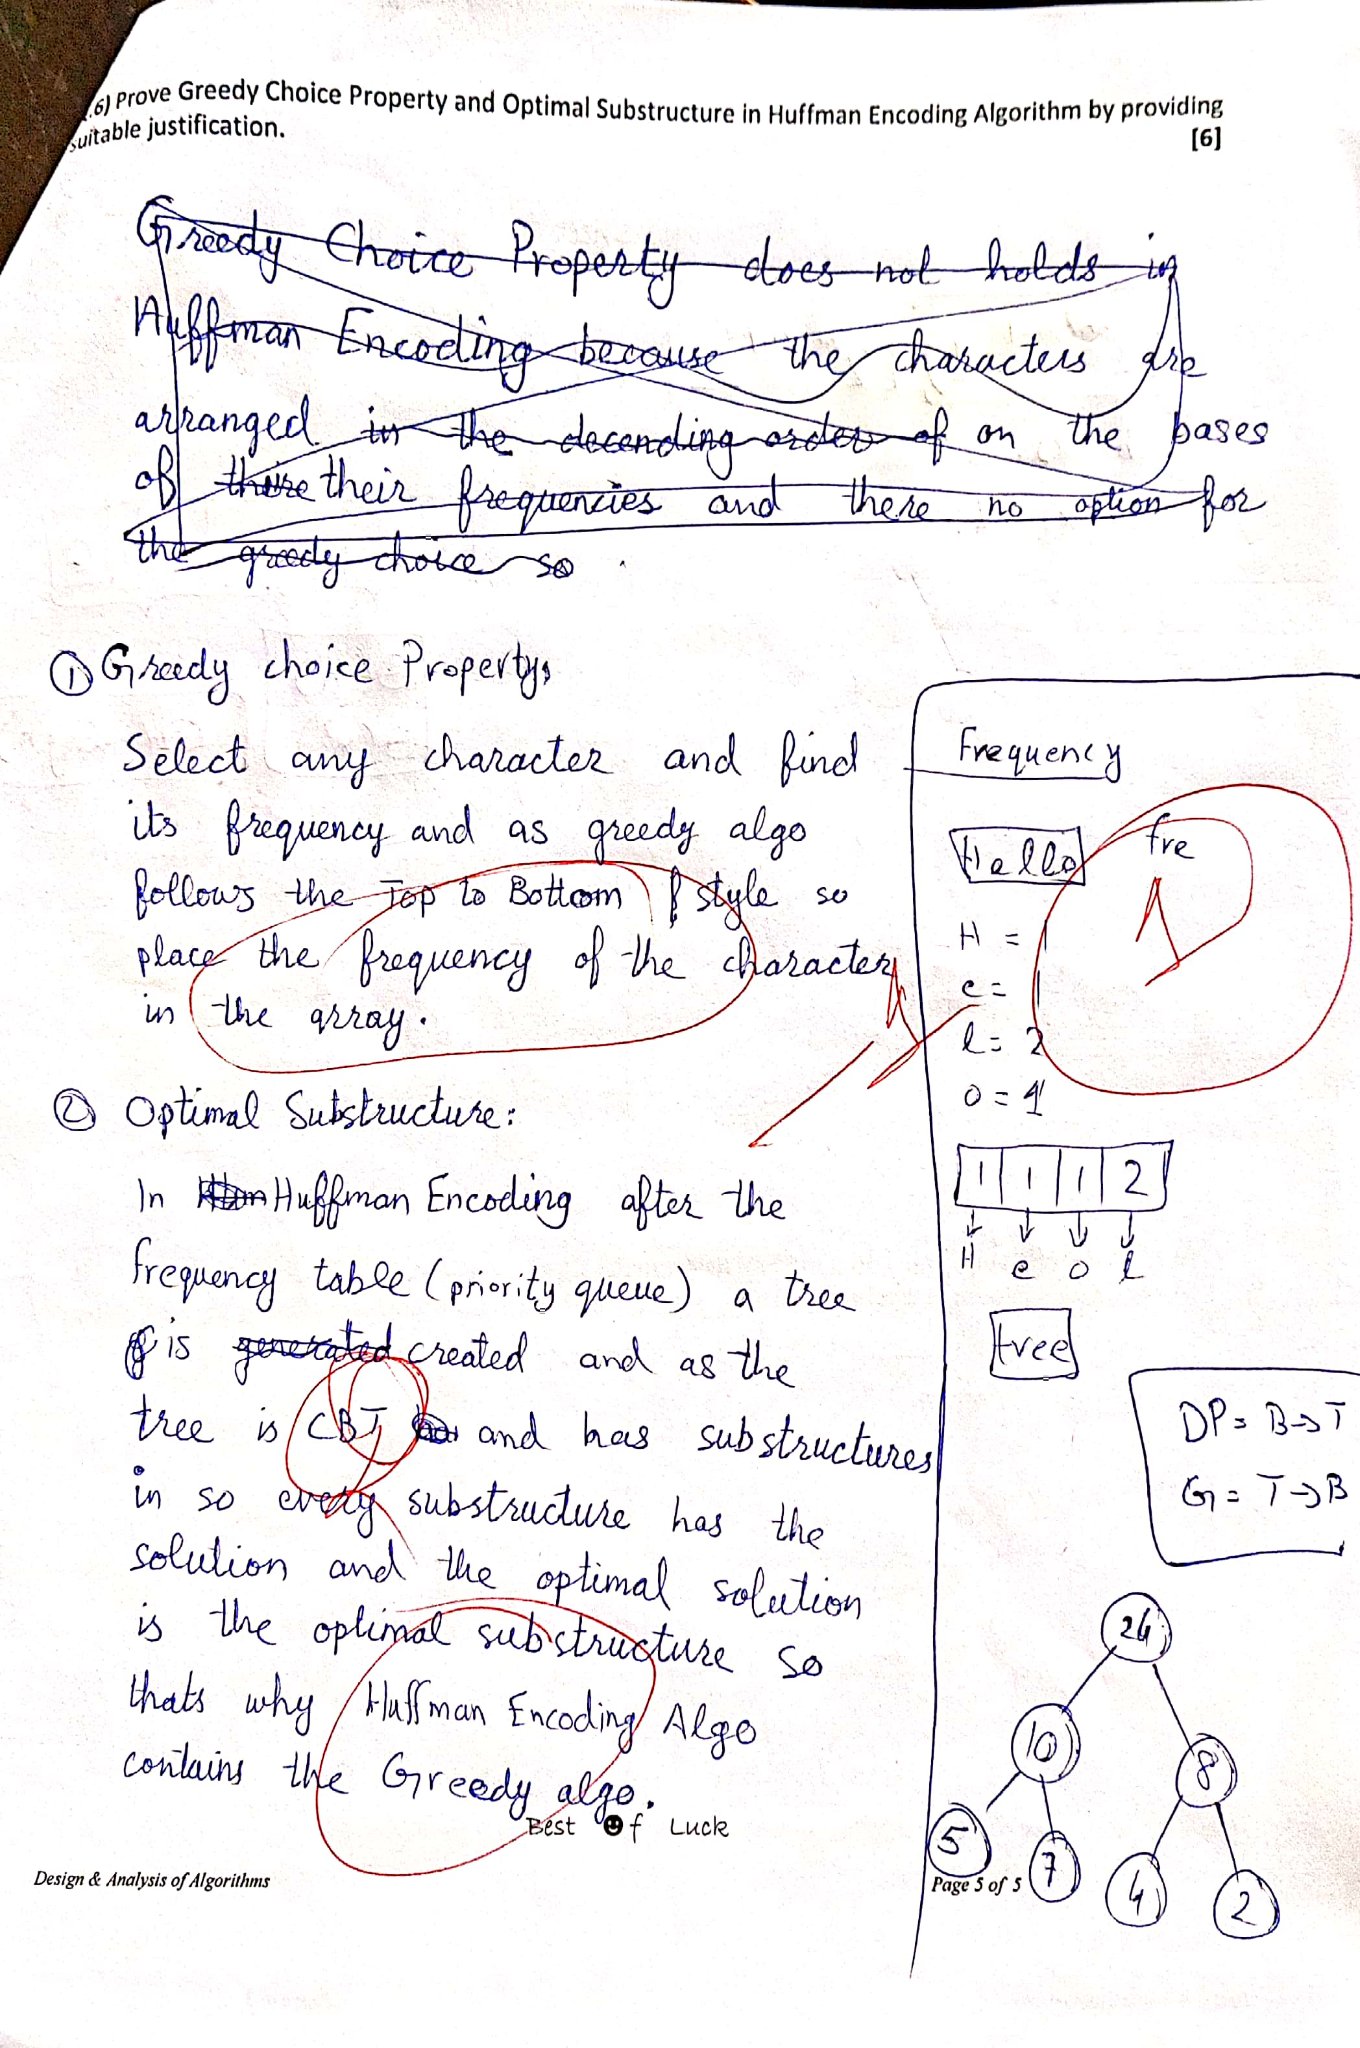 6) Prove Greedy Choice Property and Optimal Substructure in Huffman Encoding Algorithm by providing
suitable justification.
[6]
Greedy Choice Property does not holds in
Huffman Encoding because the characters are
arranged in the decending order of on the bases
of their frequencies and there no option for
the greedy choice so
① Greedy choice Property:
Select any character and find
its frequency and as greedy algo
follows the Top to Bottom style so
place the frequency of the character
in the array.
② Optimal Substructure:
In Huffman Encoding after the
frequency table (priority queue) a tree
is generated created and as the
tree is CBT and has substructures
in so every substructure has the
solution and the optimal solution
is the optimal substructure so
thats why Huffman Encoding Algo
contains the Greedy algo.
Frequency
Hello
fre
H = 1
e = 1
l = 2
o = 1
1 1 1 2
H e o l
tree
DP = B→T
G = T→B
24
10 8
5 7 4 2
Best of Luck
Design & Analysis of Algorithms
Page 5 of 5